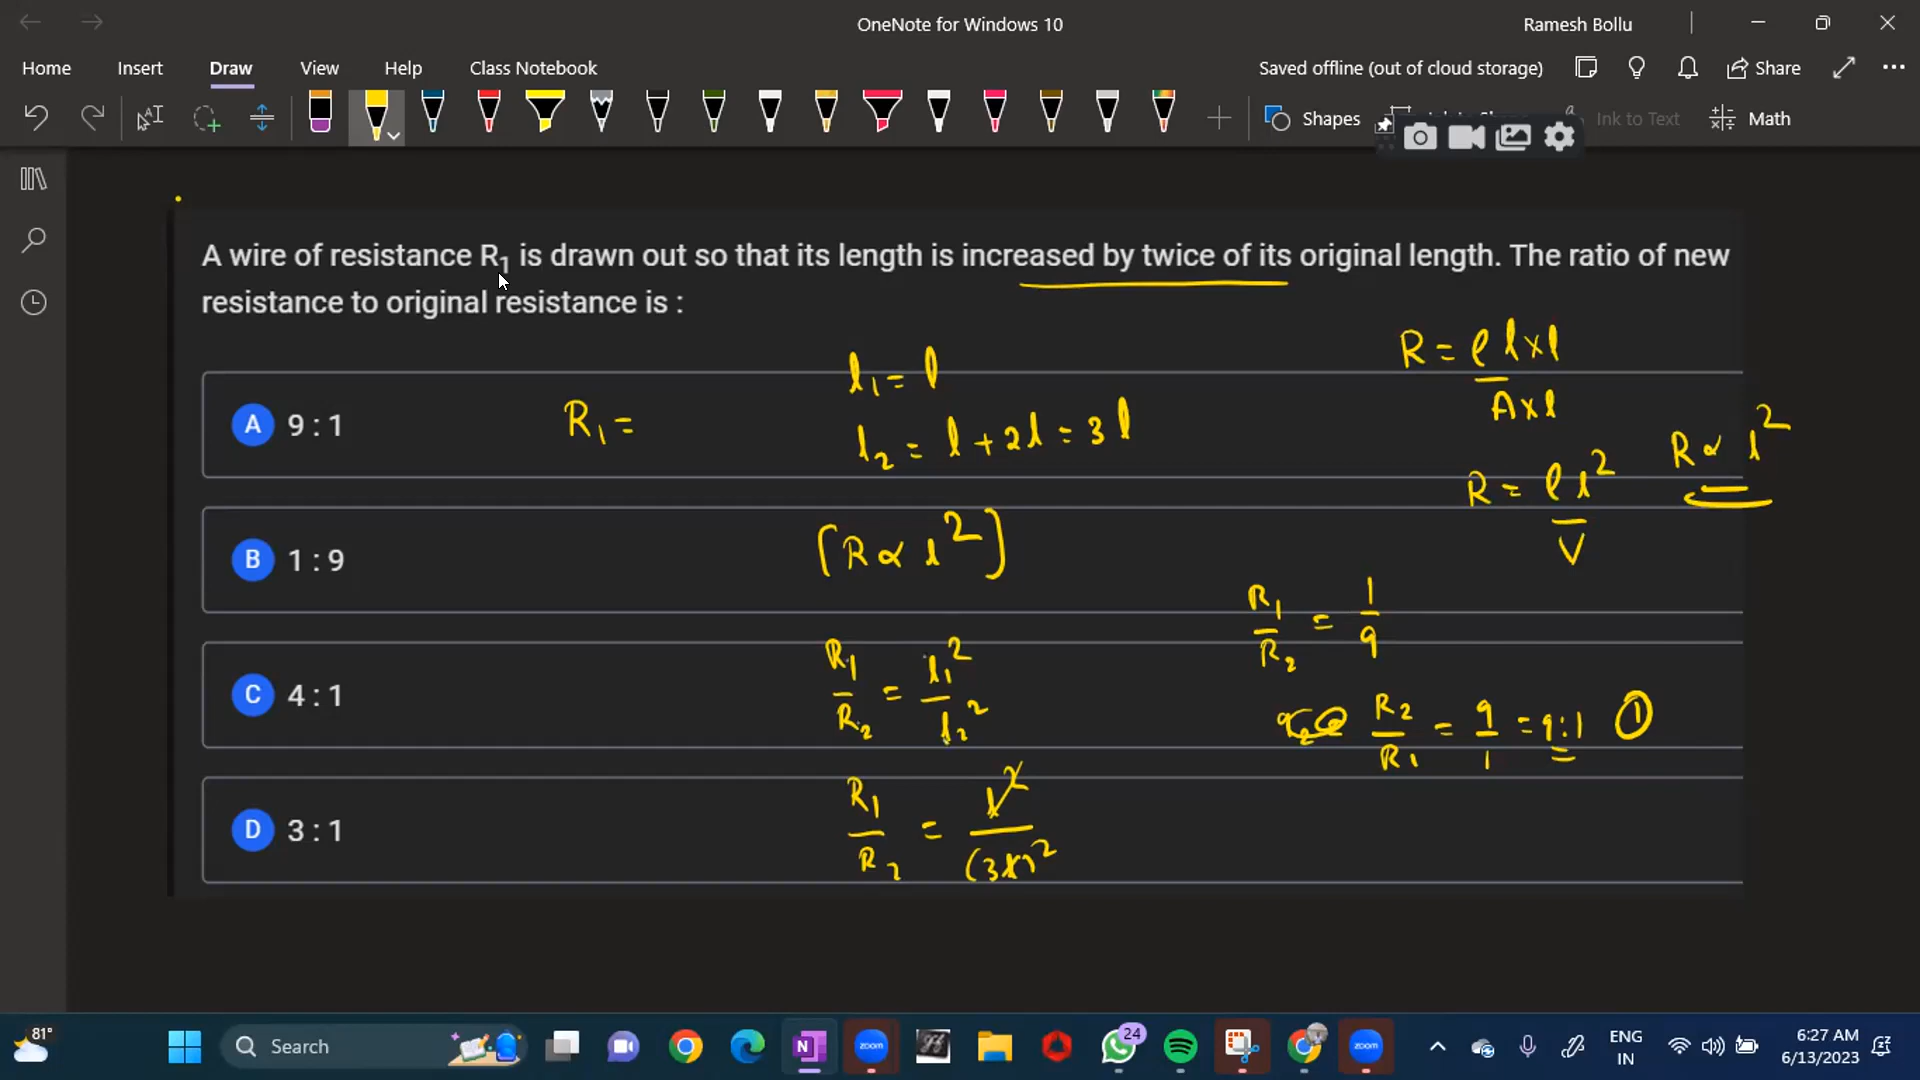 OneNote for Windows 10
Ramesh Bollu
Home Insert Draw View Help Class Notebook
Saved offline (out of cloud storage)
Share
Shapes
Ink to Text
Math
A wire of resistance R₁ is drawn out so that its length is increased by twice of its original length. The ratio of new
resistance to original resistance is :
A 9 : 1
B 1 : 9
C 4 : 1
D 3 : 1
R₁ =
l₁ = l
l₂ = l + 2l = 3l
[R ∝ l²]
R₁/R₂ = l₁²/l₂²
R₁/R₂ = l²/(3l)²
R = ρ l×l / A×l
R = ρ l² / V
R ∝ l²
R₁/R₂ = 1/9
R₂/R₁ = 9/1 = 9:1 ①
81°
Search
zoom
24
zoom
ENG
IN
6:27 AM
6/13/2023